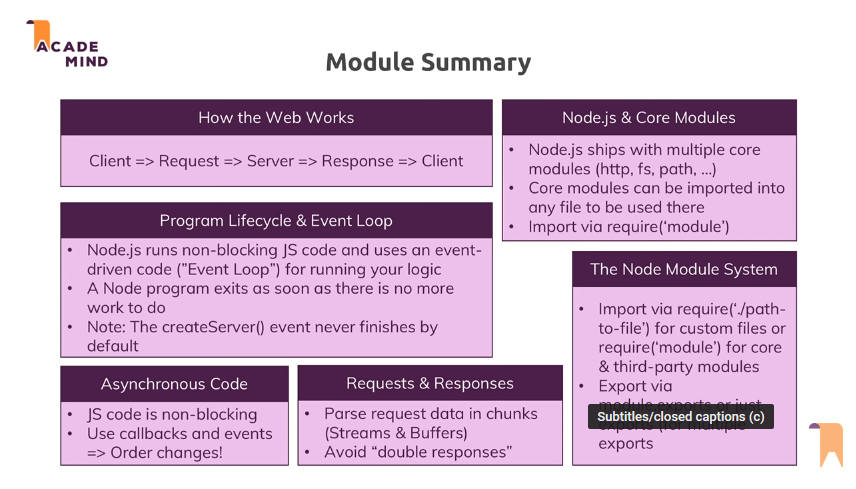 ACADE
MIND
Module Summary
How the Web Works
Client => Request => Server => Response => Client
Node.js & Core Modules
• Node.js ships with multiple core
modules (http, fs, path, …)
• Core modules can be imported into
any file to be used there
• Import via require(‘module’)
Program Lifecycle & Event Loop
• Node.js runs non-blocking JS code and uses an event-
driven code (”Event Loop”) for running your logic
• A Node program exits as soon as there is no more
work to do
• Note: The createServer() event never finishes by
default
The Node Module System
• Import via require(‘./path-
to-file’) for custom files or
require(‘module’) for core
& third-party modules
• Export via
module.exports or just
exports (for multiple
exports
Subtitles/closed captions (c)
Asynchronous Code
• JS code is non-blocking
• Use callbacks and events
=> Order changes!
Requests & Responses
• Parse request data in chunks
(Streams & Buffers)
• Avoid “double responses”